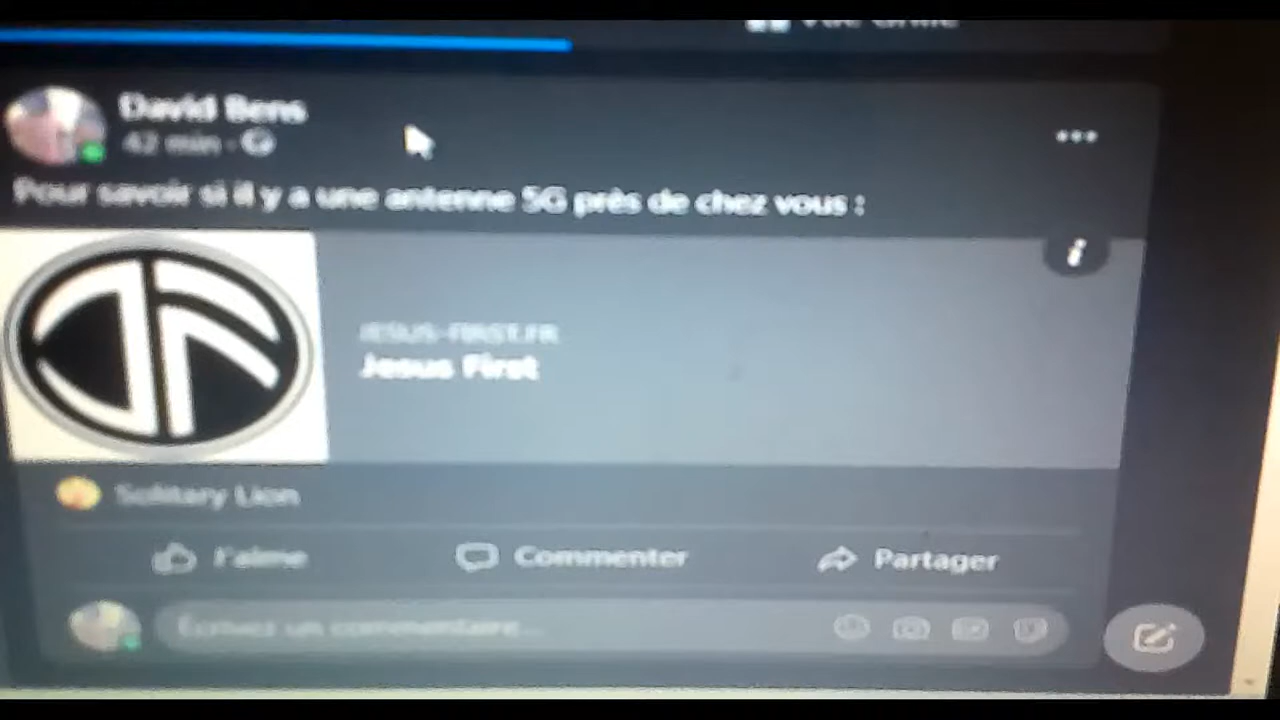 David Bens
42 min
Pour savoir si il y a une antenne 5G près de chez vous :
JESUS-FIRST.FR
Jesus First
Solitary Lion
J'aime
Commenter
Partager
Écrivez un commentaire...